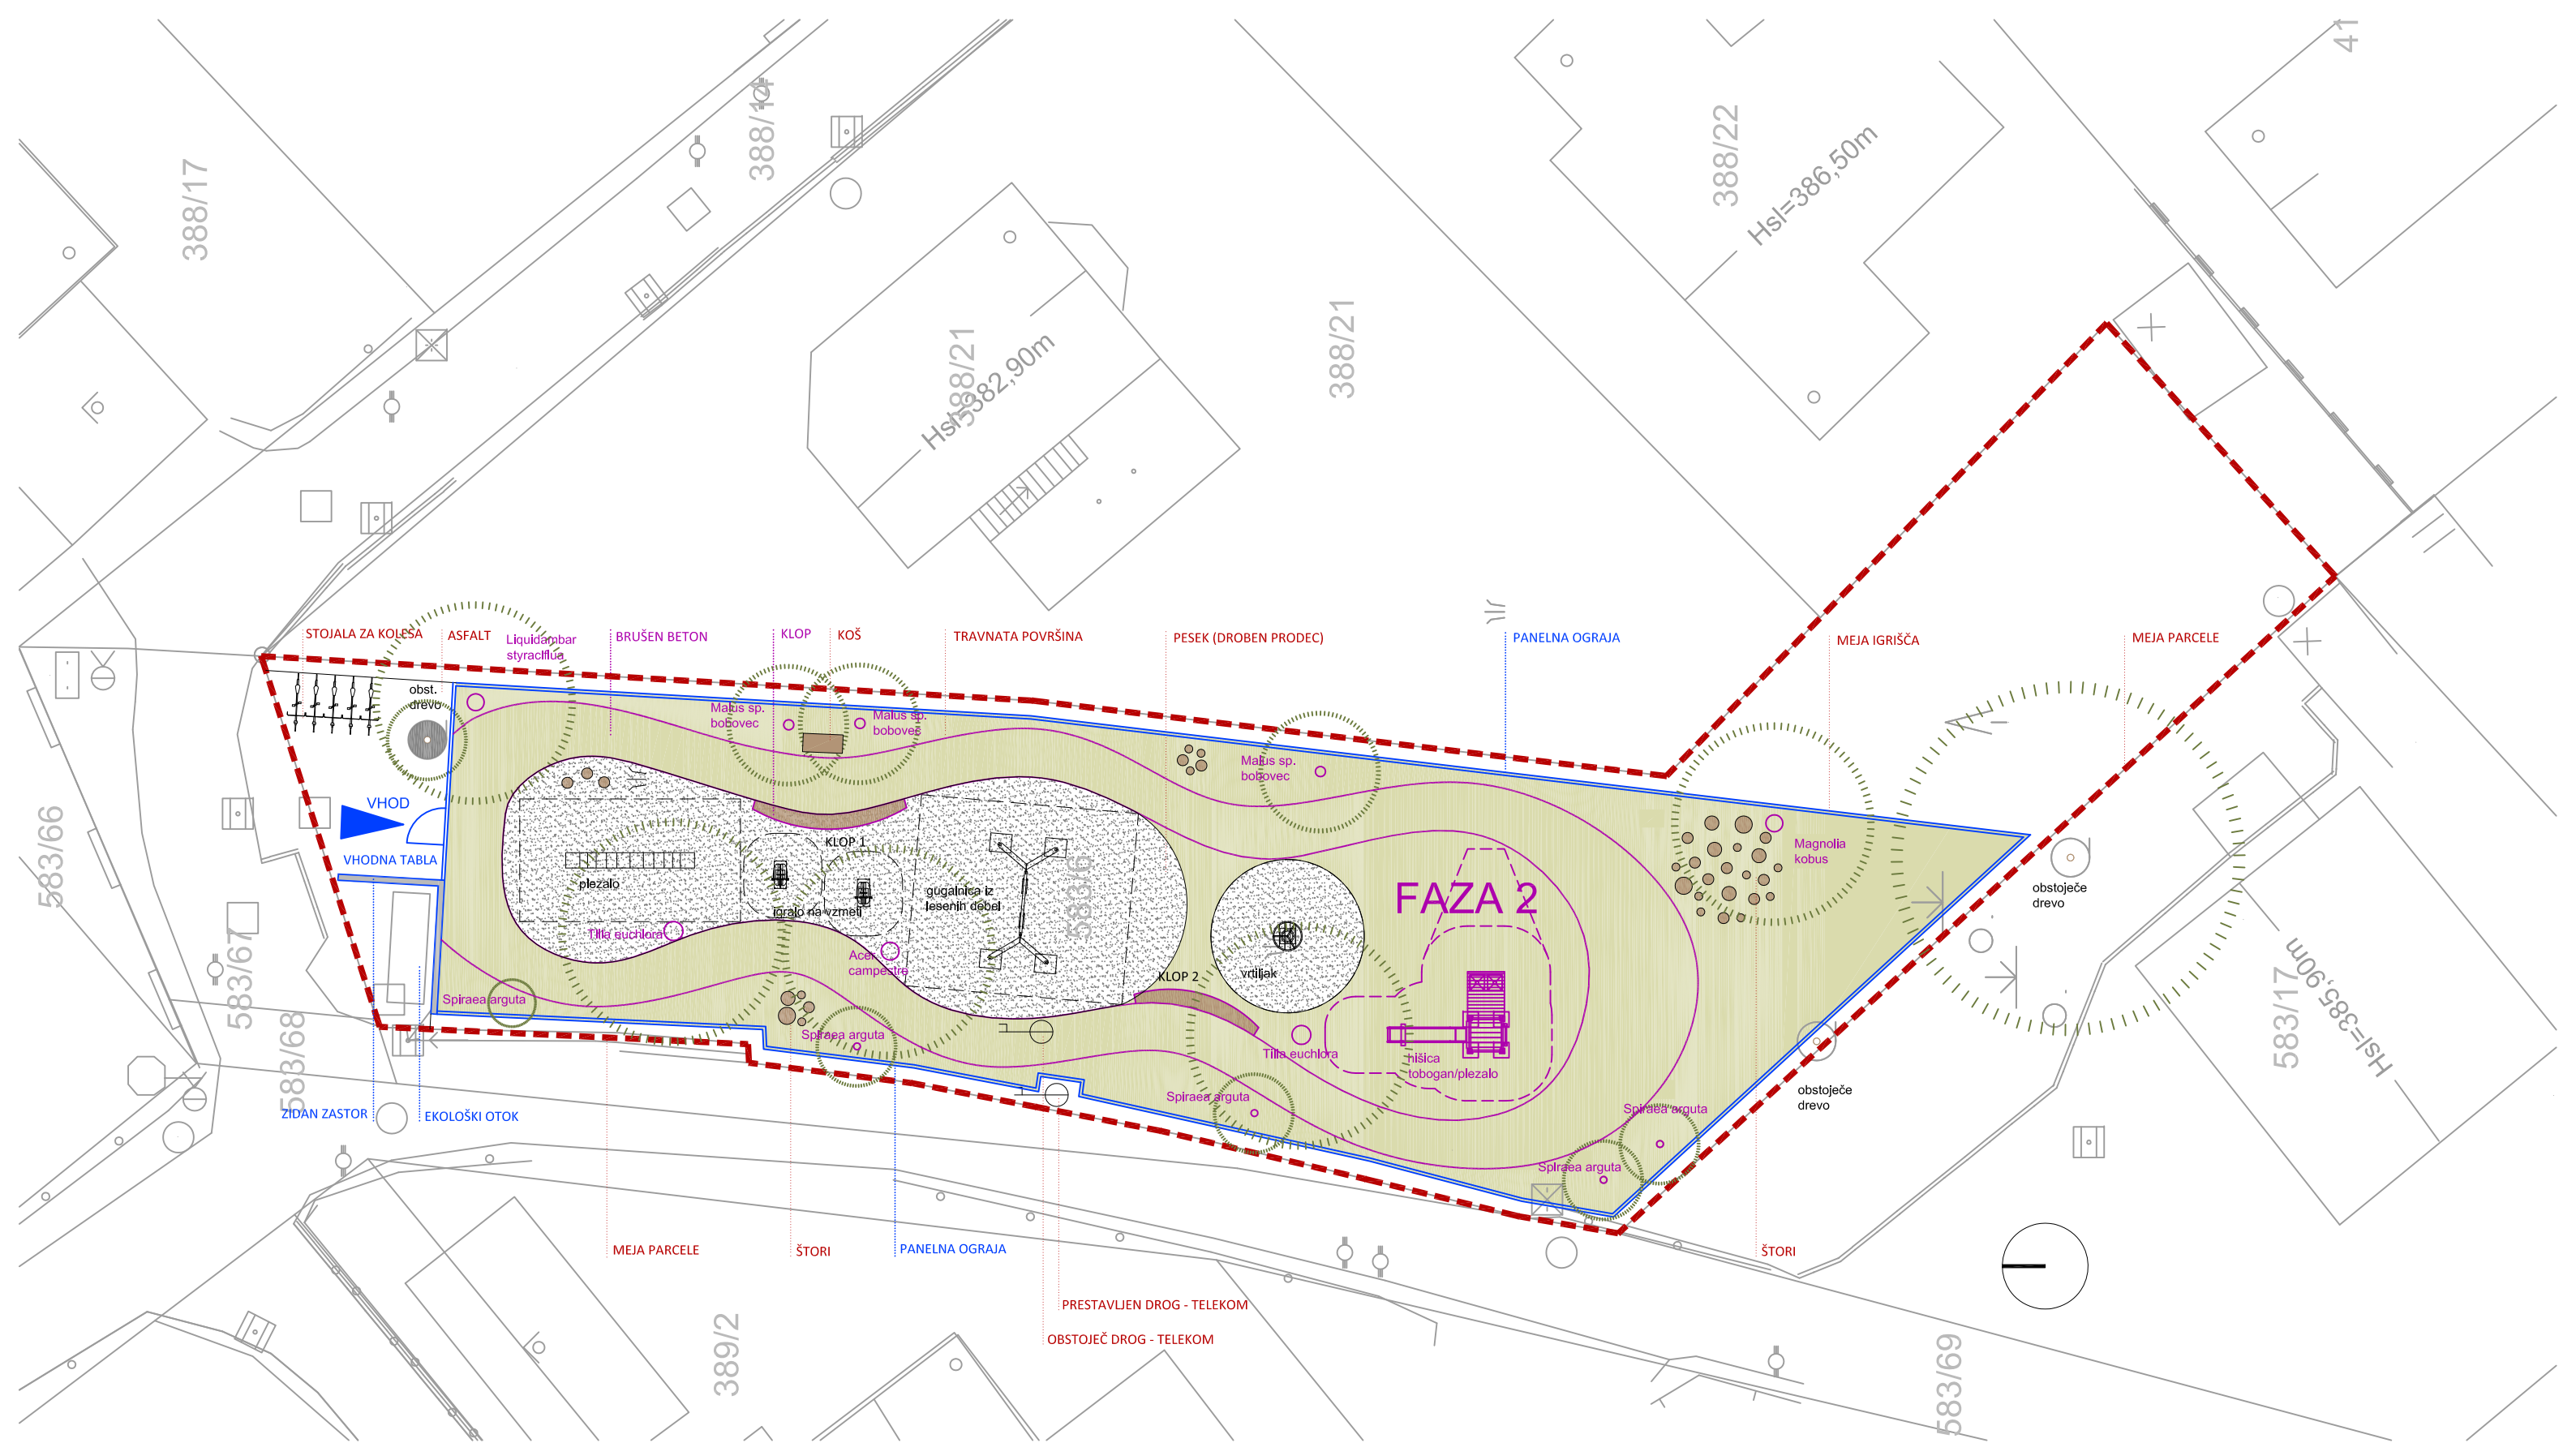 41
388/17
388/14
388/22
Hsl=386,50m
388/21
388/21
Hsl=382,90m
STOJALA ZA KOLESA
ASFALT
Liquidambar
styraciflua
BRUŠEN BETON
KLOP
KOŠ
TRAVNATA POVRŠINA
PESEK (DROBEN PRODEC)
PANELNA OGRAJA
MEJA IGRIŠČA
MEJA PARCELE
obst.
drevo
Malus sp.
bobovec
Malus sp.
bobovec
Malus sp.
bobovec
VHOD
VHODNA TABLA
KLOP 1
plezalo
igralo na vzmeti
gugalnica iz
lesenih debel
583/6
FAZA 2
Magnolia
kobus
obstoječe
drevo
Tilia euchlora
Acer
campestre
KLOP 2
vrtiljak
Spiraea arguta
Spiraea arguta
Tilia euchlora
hišica
tobogan/plezalo
Spiraea arguta
Spiraea arguta
Spiraea arguta
obstoječe
drevo
583/66
583/67
583/68
583/17
Hsl=385,90m
ZIDAN ZASTOR
EKOLOŠKI OTOK
MEJA PARCELE
ŠTORI
PANELNA OGRAJA
ŠTORI
PRESTAVLJEN DROG - TELEKOM
OBSTOJEČ DROG - TELEKOM
389/2
583/69